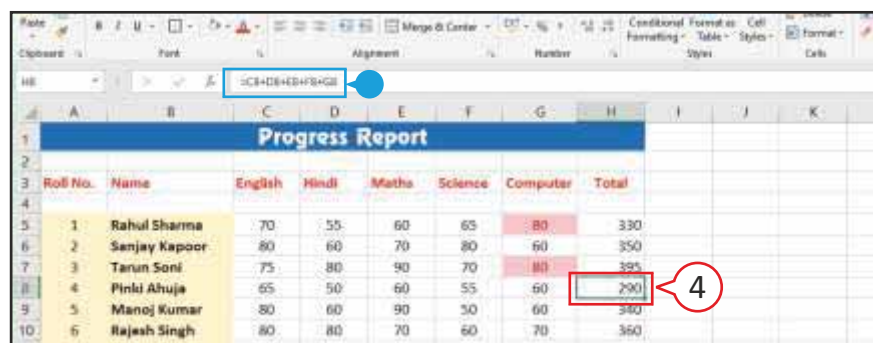 Paste B I U A Merge & Center % Conditional Format as Cell Format
Formatting Table Styles
Clipboard Font Alignment Number Styles Cells
H8 fx =C8+D8+E8+F8+G8
A B C D E F G H I J K
1 Progress Report
2
3 Roll No. Name English Hindi Maths Science Computer Total
4
5 1 Rahul Sharma 70 55 60 65 80 330
6 2 Sanjay Kapoor 80 60 70 80 60 350
7 3 Tarun Soni 75 80 90 70 80 395
8 4 Pinki Ahuja 65 50 60 55 60 290 4
9 5 Manoj Kumar 80 60 90 50 60 340
10 6 Rajesh Singh 80 80 70 60 70 360